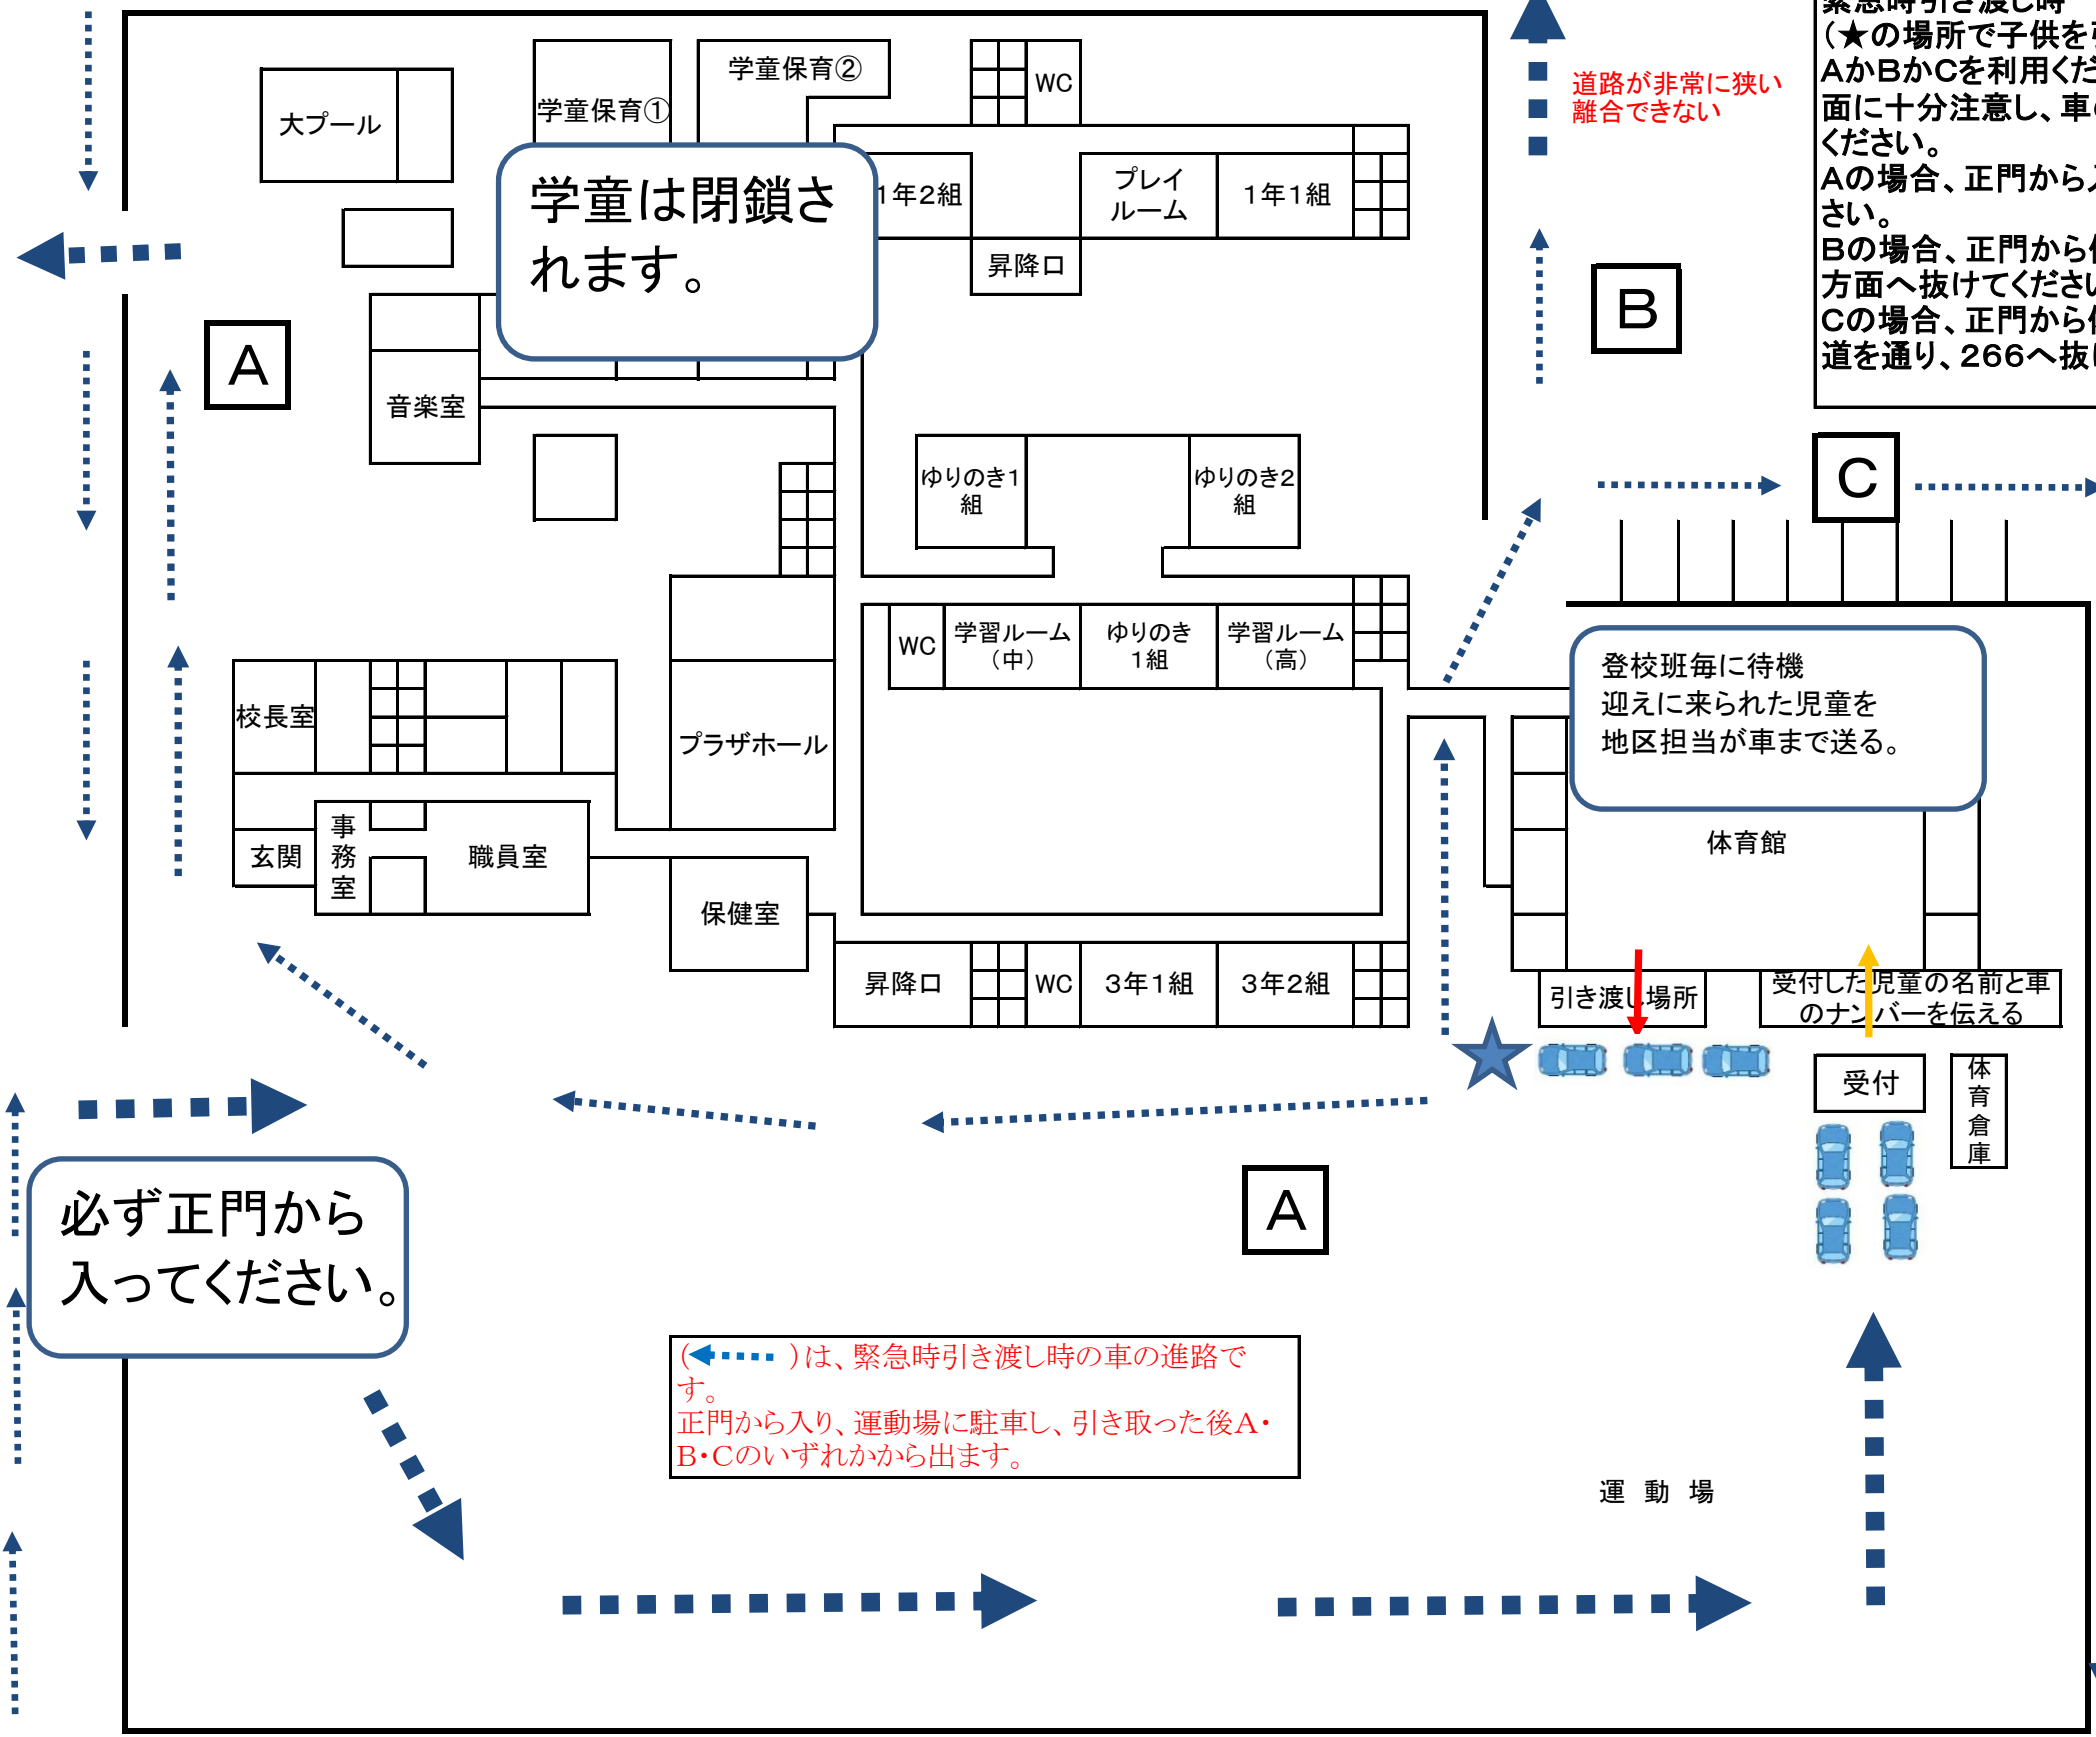 緊急時引き渡し時
(★の場所で子供を
AかBかCを利用くだ
面に十分注意し、車
ください。
Aの場合、正門から
さい。
Bの場合、正門から
方面へ抜けてください
Cの場合、正門から
道を通り、266へ抜
道路が非常に狭い
離合できない
大プール
学童保育①
学童保育②
WC
学童は閉鎖さ
れます。
1年2組
プレイ
ルーム
1年1組
昇降口
A
B
C
音楽室
ゆりのき1
組
ゆりのき2
組
WC
学習ルーム
(中)
ゆりのき
1組
学習ルーム
(高)
登校班毎に待機
迎えに来られた児童を
地区担当が車まで送る。
校長室
プラザホール
玄関
事務室
職員室
体育館
保健室
昇降口
WC
3年1組
3年2組
引き渡し場所
受付した児童の名前と車
のナンバーを伝える
受付
体育倉庫
必ず正門から
入ってください。
A
( )は、緊急時引き渡し時の車の進路で
す。
正門から入り、運動場に駐車し、引き取った後A・
B・Cのいずれかから出ます。
運 動 場